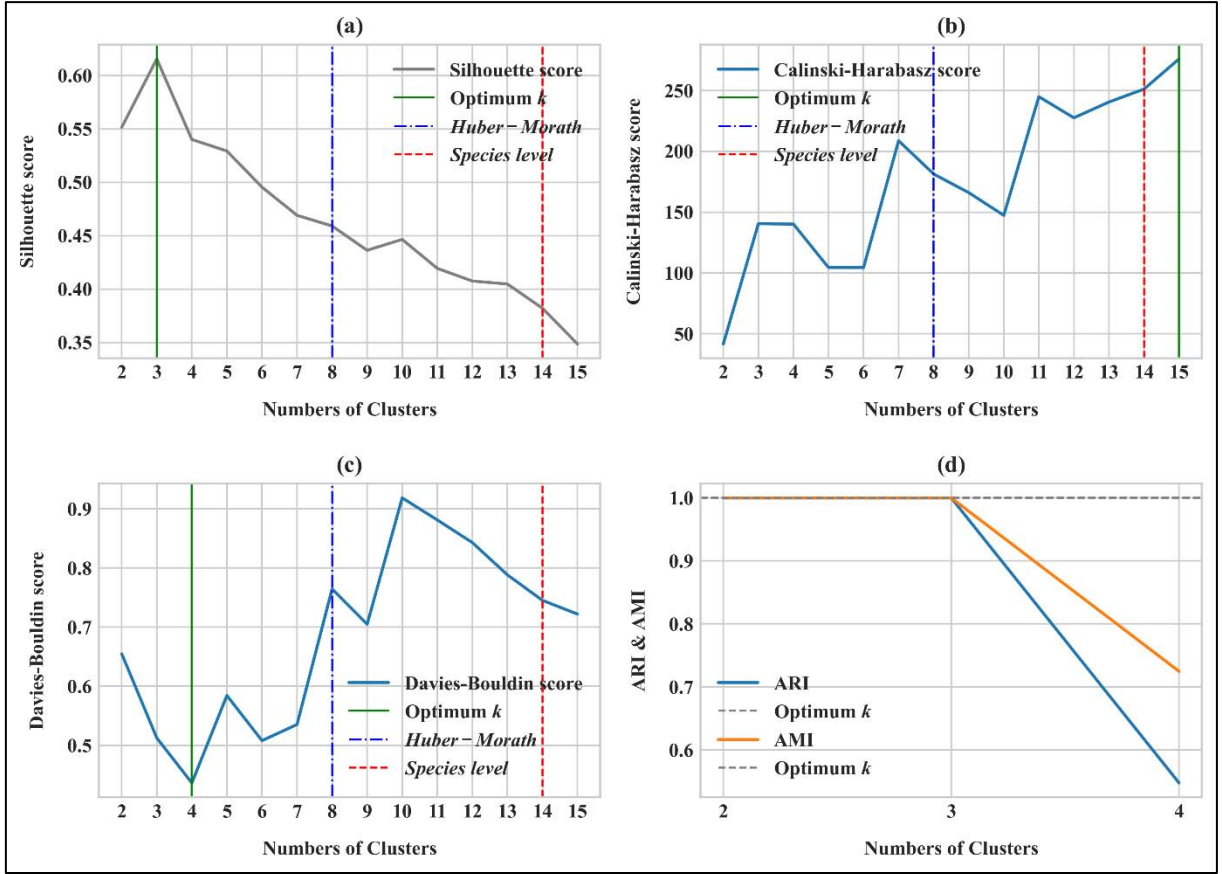 (a)
Silhouette score
0.60
0.55
0.50
0.45
0.40
0.35
Silhouette score
Optimum k
Huber−Morath
Species level
2 3 4 5 6 7 8 9 10 11 12 13 14 15
Numbers of Clusters
(b)
Calinski-Harabasz score
250
200
150
100
50
Calinski-Harabasz score
Optimum k
Huber−Morath
Species level
2 3 4 5 6 7 8 9 10 11 12 13 14 15
Numbers of Clusters
(c)
Davies-Bouldin score
0.9
0.8
0.7
0.6
0.5
Davies-Bouldin score
Optimum k
Huber−Morath
Species level
2 3 4 5 6 7 8 9 10 11 12 13 14 15
Numbers of Clusters
(d)
ARI & AMI
1.0
0.9
0.8
0.7
0.6
ARI
Optimum k
AMI
Optimum k
2 3 4
Numbers of Clusters